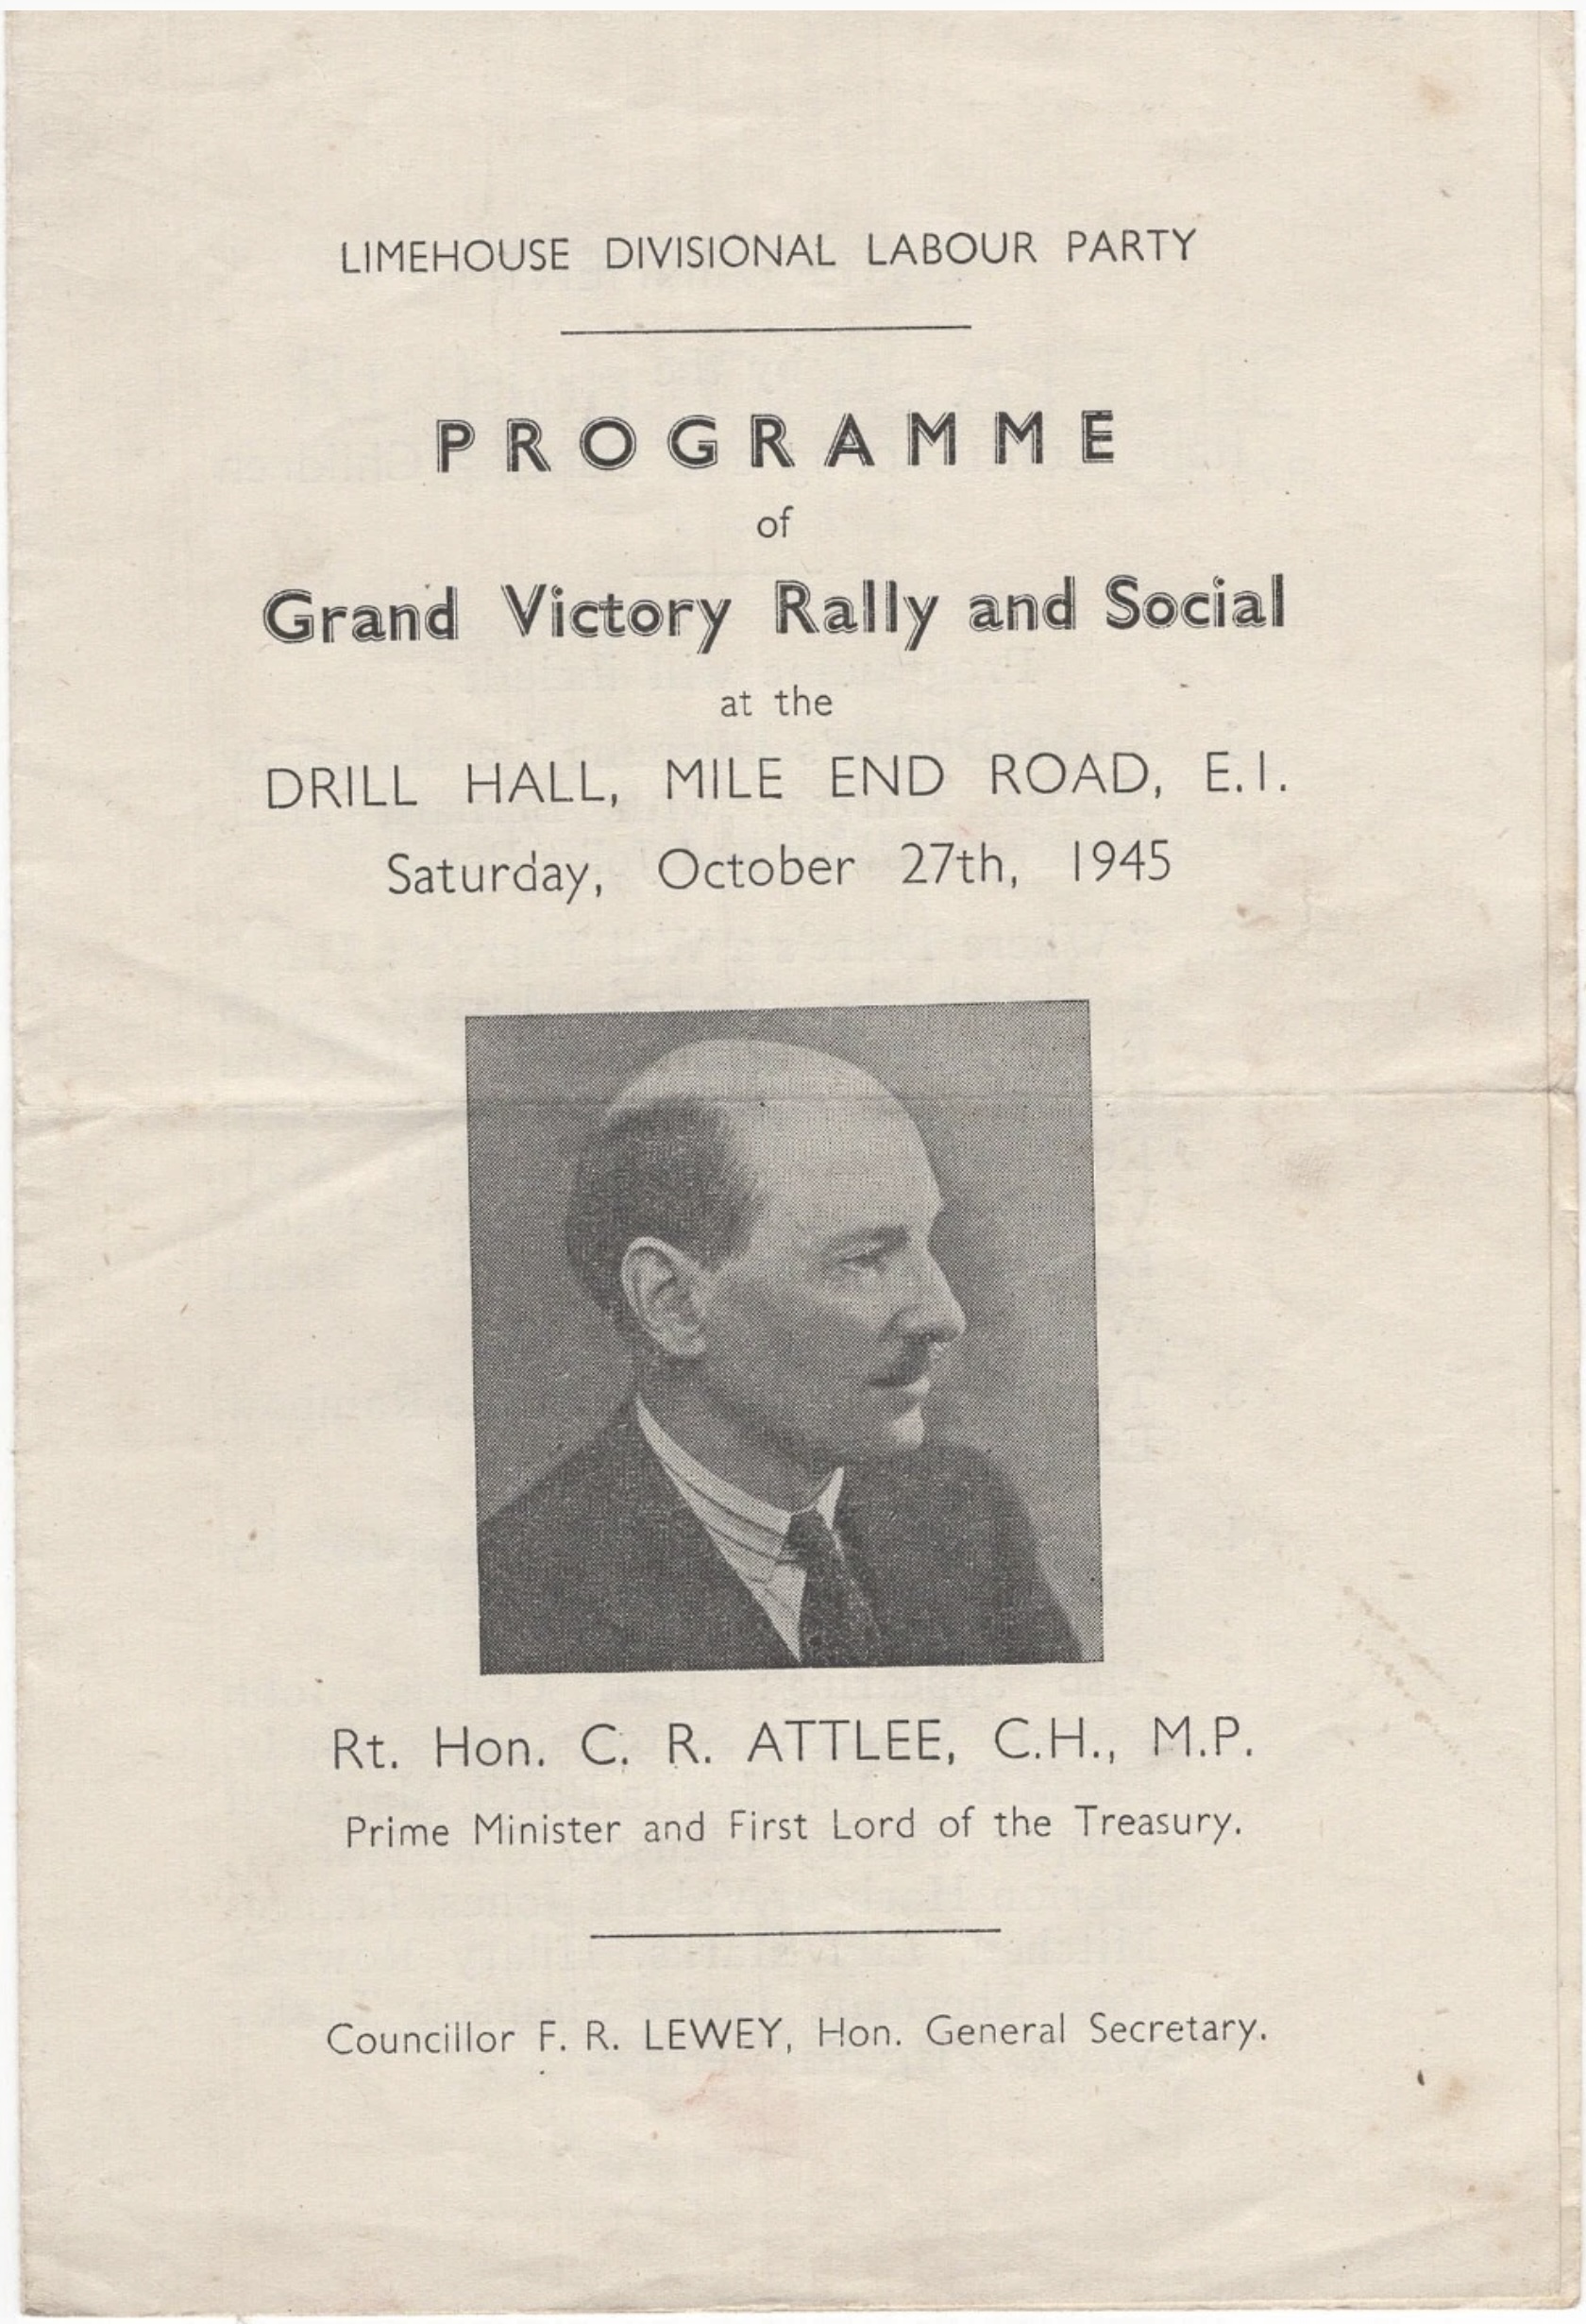 LIMEHOUSE DIVISIONAL LABOUR PARTY
PROGRAMME
of
Grand Victory Rally and Social
at the
DRILL HALL, MILE END ROAD, E.1.
Saturday, October 27th, 1945
Rt. Hon. C. R. ATTLEE, C.H., M.P.
Prime Minister and First Lord of the Treasury.
Councillor F. R. LEWEY, Hon. General Secretary.